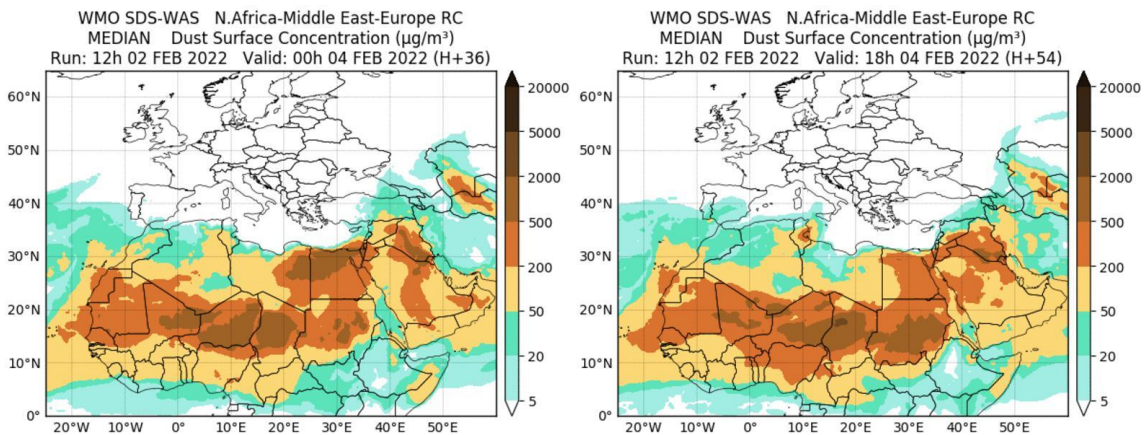 WMO SDS-WAS N.Africa-Middle East-Europe RC
MEDIAN Dust Surface Concentration (µg/m³)
Run: 12h 02 FEB 2022 Valid: 00h 04 FEB 2022 (H+36)
60°N
50°N
40°N
30°N
20°N
10°N
0°
20°W
10°W
0°
10°E
20°E
30°E
40°E
50°E
20000
5000
2000
500
200
50
20
5
WMO SDS-WAS N.Africa-Middle East-Europe RC
MEDIAN Dust Surface Concentration (µg/m³)
Run: 12h 02 FEB 2022 Valid: 18h 04 FEB 2022 (H+54)
60°N
50°N
40°N
30°N
20°N
10°N
0°
20°W
10°W
0°
10°E
20°E
30°E
40°E
50°E
20000
5000
2000
500
200
50
20
5